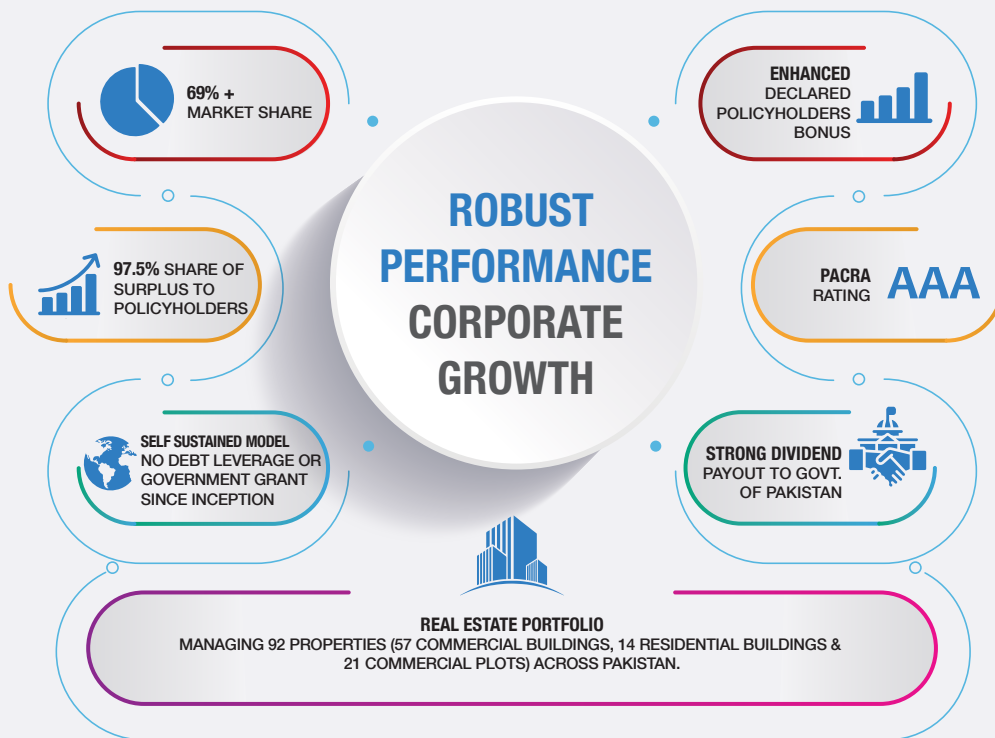 69% +
MARKET SHARE
ENHANCED
DECLARED
POLICYHOLDERS
BONUS
ROBUST
PERFORMANCE
CORPORATE
GROWTH
97.5% SHARE OF
SURPLUS TO
POLICYHOLDERS
PACRA
RATING
AAA
SELF SUSTAINED MODEL
NO DEBT LEVERAGE OR
GOVERNMENT GRANT
SINCE INCEPTION
STRONG DIVIDEND
PAYOUT TO GOVT.
OF PAKISTAN
REAL ESTATE PORTFOLIO
MANAGING 92 PROPERTIES (57 COMMERCIAL BUILDINGS, 14 RESIDENTIAL BUILDINGS &
21 COMMERCIAL PLOTS) ACROSS PAKISTAN.